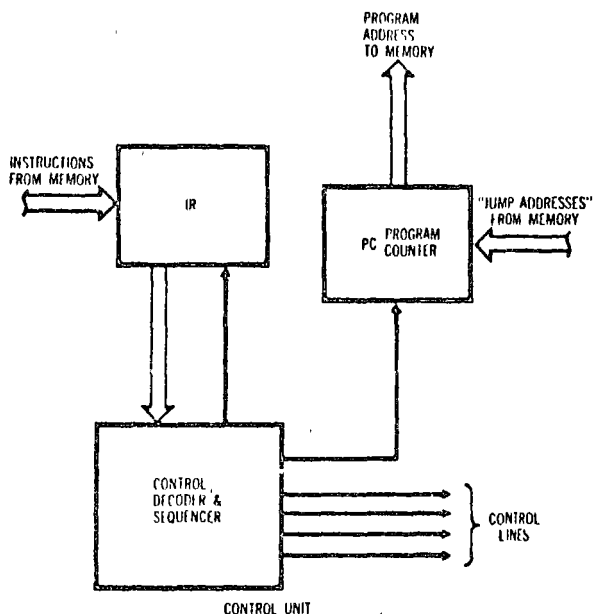 PROGRAM
ADDRESS
TO MEMORY
INSTRUCTIONS
FROM MEMORY
IR
"JUMP ADDRESSES"
FROM MEMORY
PC PROGRAM
COUNTER
CONTROL,
DECODER &
SEQUENCER
CONTROL
LINES
CONTROL UNIT